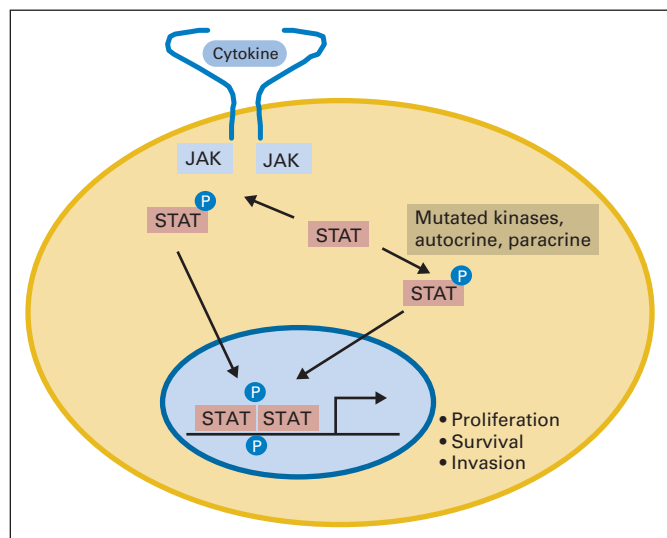 Cytokine
JAK JAK
P
STAT
STAT
Mutated kinases,
autocrine, paracrine
P
STAT
P
STAT STAT
P
• Proliferation
• Survival
• Invasion